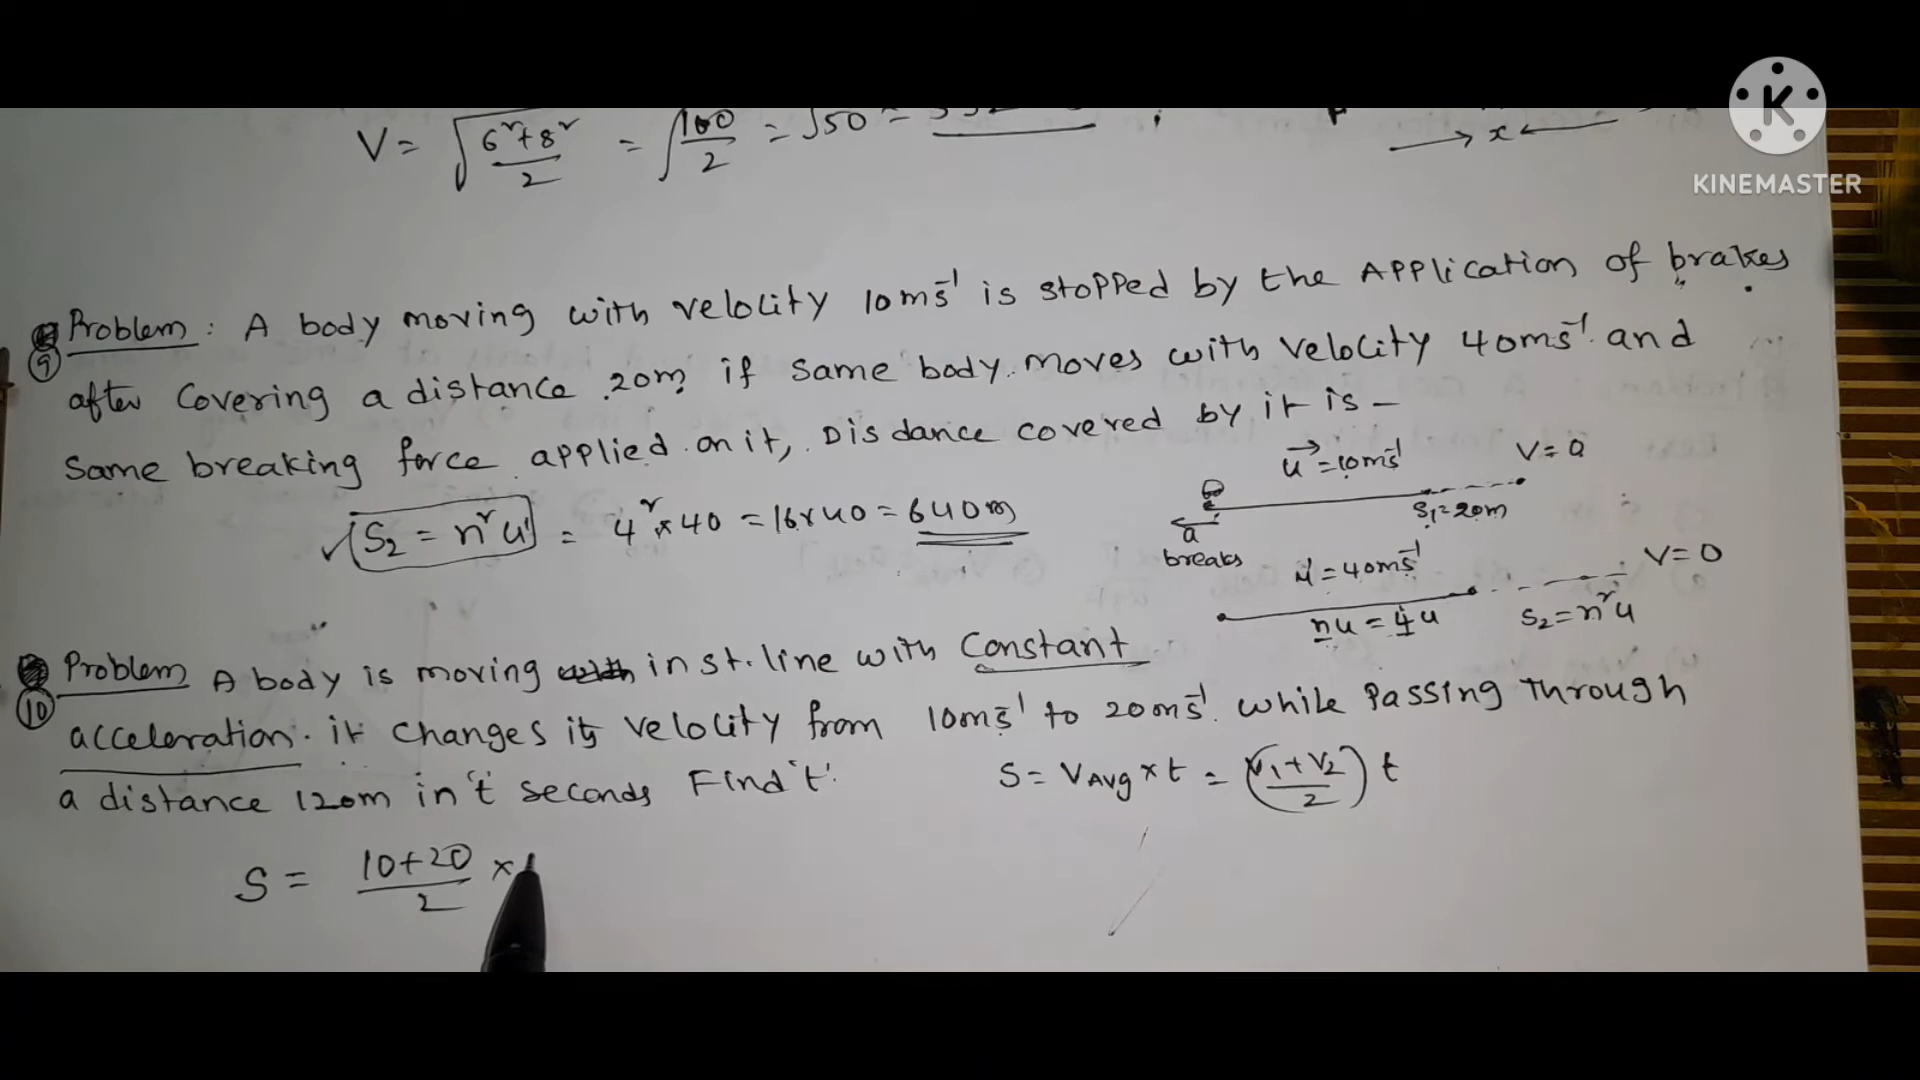 V = √6²+8²/2 = √100/2 = √50 =
→ x ←
KINEMASTER
9 Problem: A body moving with velocity 10ms⁻¹ is stopped by the Application of brakes
after covering a distance 20m if same body moves with velocity 40ms⁻¹ and
same breaking force applied on it, Disdance covered by it is –
u = 10ms⁻¹ V = 0
S₁ = 20m
a
breaks
✓ S₂ = n²u = 4² × 40 = 16×40 = 640m
u = 40ms⁻¹ V = 0
nu = 4u S₂ = n²u
10 Problem A body is moving in st. line with Constant
acceleration. it changes its velocity from 10ms⁻¹ to 20ms⁻¹. while passing through
a distance 120m in 't' seconds Find 't'.
S = V Avg × t = (V₁+V₂/2) t
S = 10+20/2 ×